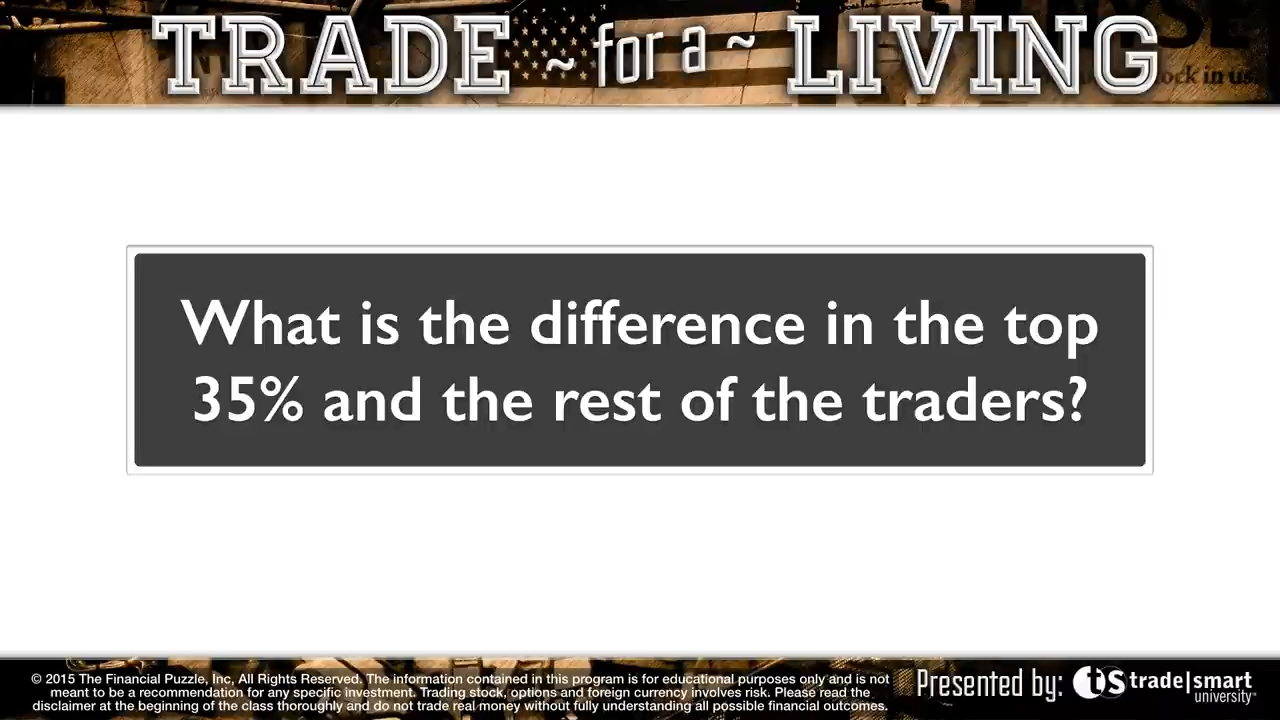 TRADE ~ for a ~ LIVING
ock in us.
What is the difference in the top
35% and the rest of the traders?
© 2015 The Financial Puzzle, Inc, All Rights Reserved. The information contained in this program is for educational purposes only and is not
meant to be a recommendation for any specific investment. Trading stock, options and foreign currency involves risk. Please read the
disclaimer at the beginning of the class thoroughly and do not trade real money without fully understanding all possible financial outcomes.
Presented by: ts trade|smart
university™